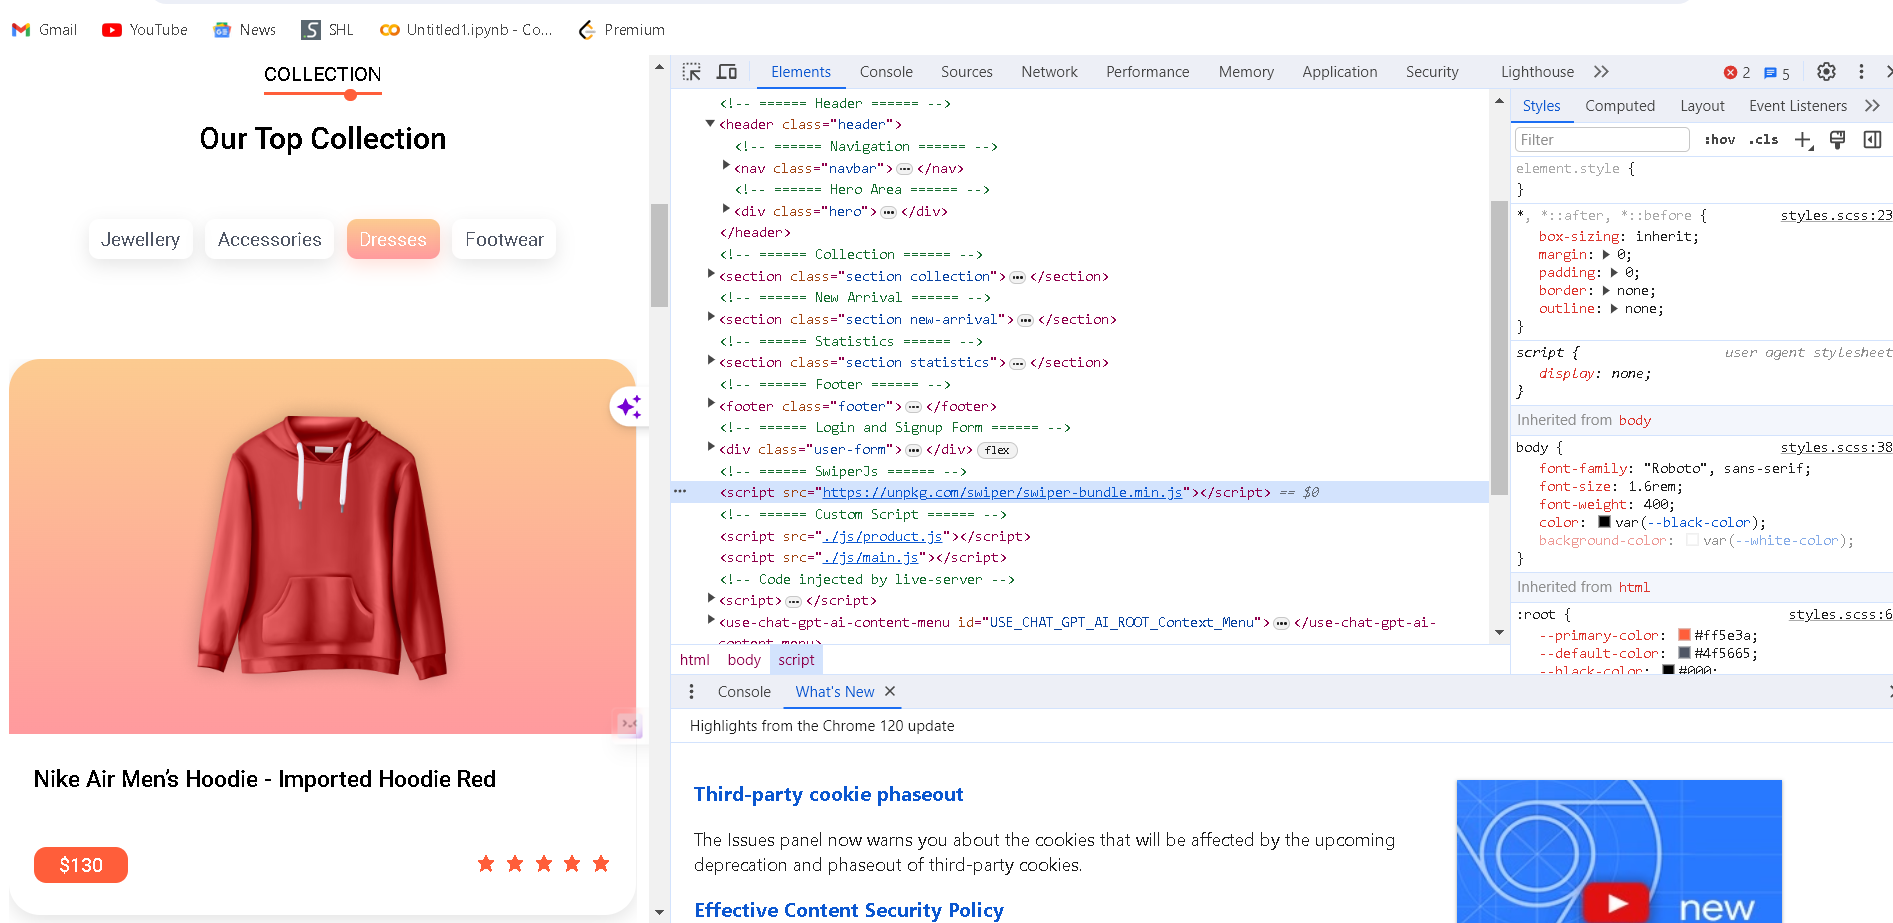 Gmail YouTube News SHL Untitled1.ipynb - Co... Premium
COLLECTION
Our Top Collection
Jewellery Accessories Dresses Footwear
Nike Air Men's Hoodie - Imported Hoodie Red
$130
Elements Console Sources Network Performance Memory Application Security Lighthouse 2 5
<!-- ====== Header ====== -->
<header class="header">
<!-- ====== Navigation ====== -->
<nav class="navbar"> ... </nav>
<!-- ====== Hero Area ====== -->
<div class="hero"> ... </div>
</header>
<!-- ====== Collection ====== -->
<section class="section collection"> ... </section>
<!-- ====== New Arrival ====== -->
<section class="section new-arrival"> ... </section>
<!-- ====== Statistics ====== -->
<section class="section statistics"> ... </section>
<!-- ====== Footer ====== -->
<footer class="footer"> ... </footer>
<!-- ====== Login and Signup Form ====== -->
<div class="user-form"> ... </div> flex
<!-- ====== SwiperJs ====== -->
<script src="https://unpkg.com/swiper/swiper-bundle.min.js"></script> == $0
<!-- ====== Custom Script ====== -->
<script src="./js/product.js"></script>
<script src="./js/main.js"></script>
<!-- Code injected by live-server -->
<script> ... </script>
<use-chat-gpt-ai-content-menu id="USE_CHAT_GPT_AI_ROOT_Context_Menu"> ... </use-chat-gpt-ai-
content-menu>
html body script
Styles Computed Layout Event Listeners
Filter :hov .cls
element.style {
}
*, *::after, *::before { styles.scss:23
box-sizing: inherit;
margin: 0;
padding: 0;
border: none;
outline: none;
}
script { user agent stylesheet
display: none;
}
Inherited from body
body { styles.scss:38
font-family: "Roboto", sans-serif;
font-size: 1.6rem;
font-weight: 400;
color: var(--black-color);
background-color: var(--white-color);
}
Inherited from html
:root { styles.scss:6
--primary-color: #ff5e3a;
--default-color: #4f5665;
--black-color: #000;
Console What's New
Highlights from the Chrome 120 update
Third-party cookie phaseout
The Issues panel now warns you about the cookies that will be affected by the upcoming
deprecation and phaseout of third-party cookies.
Effective Content Security Policy
new